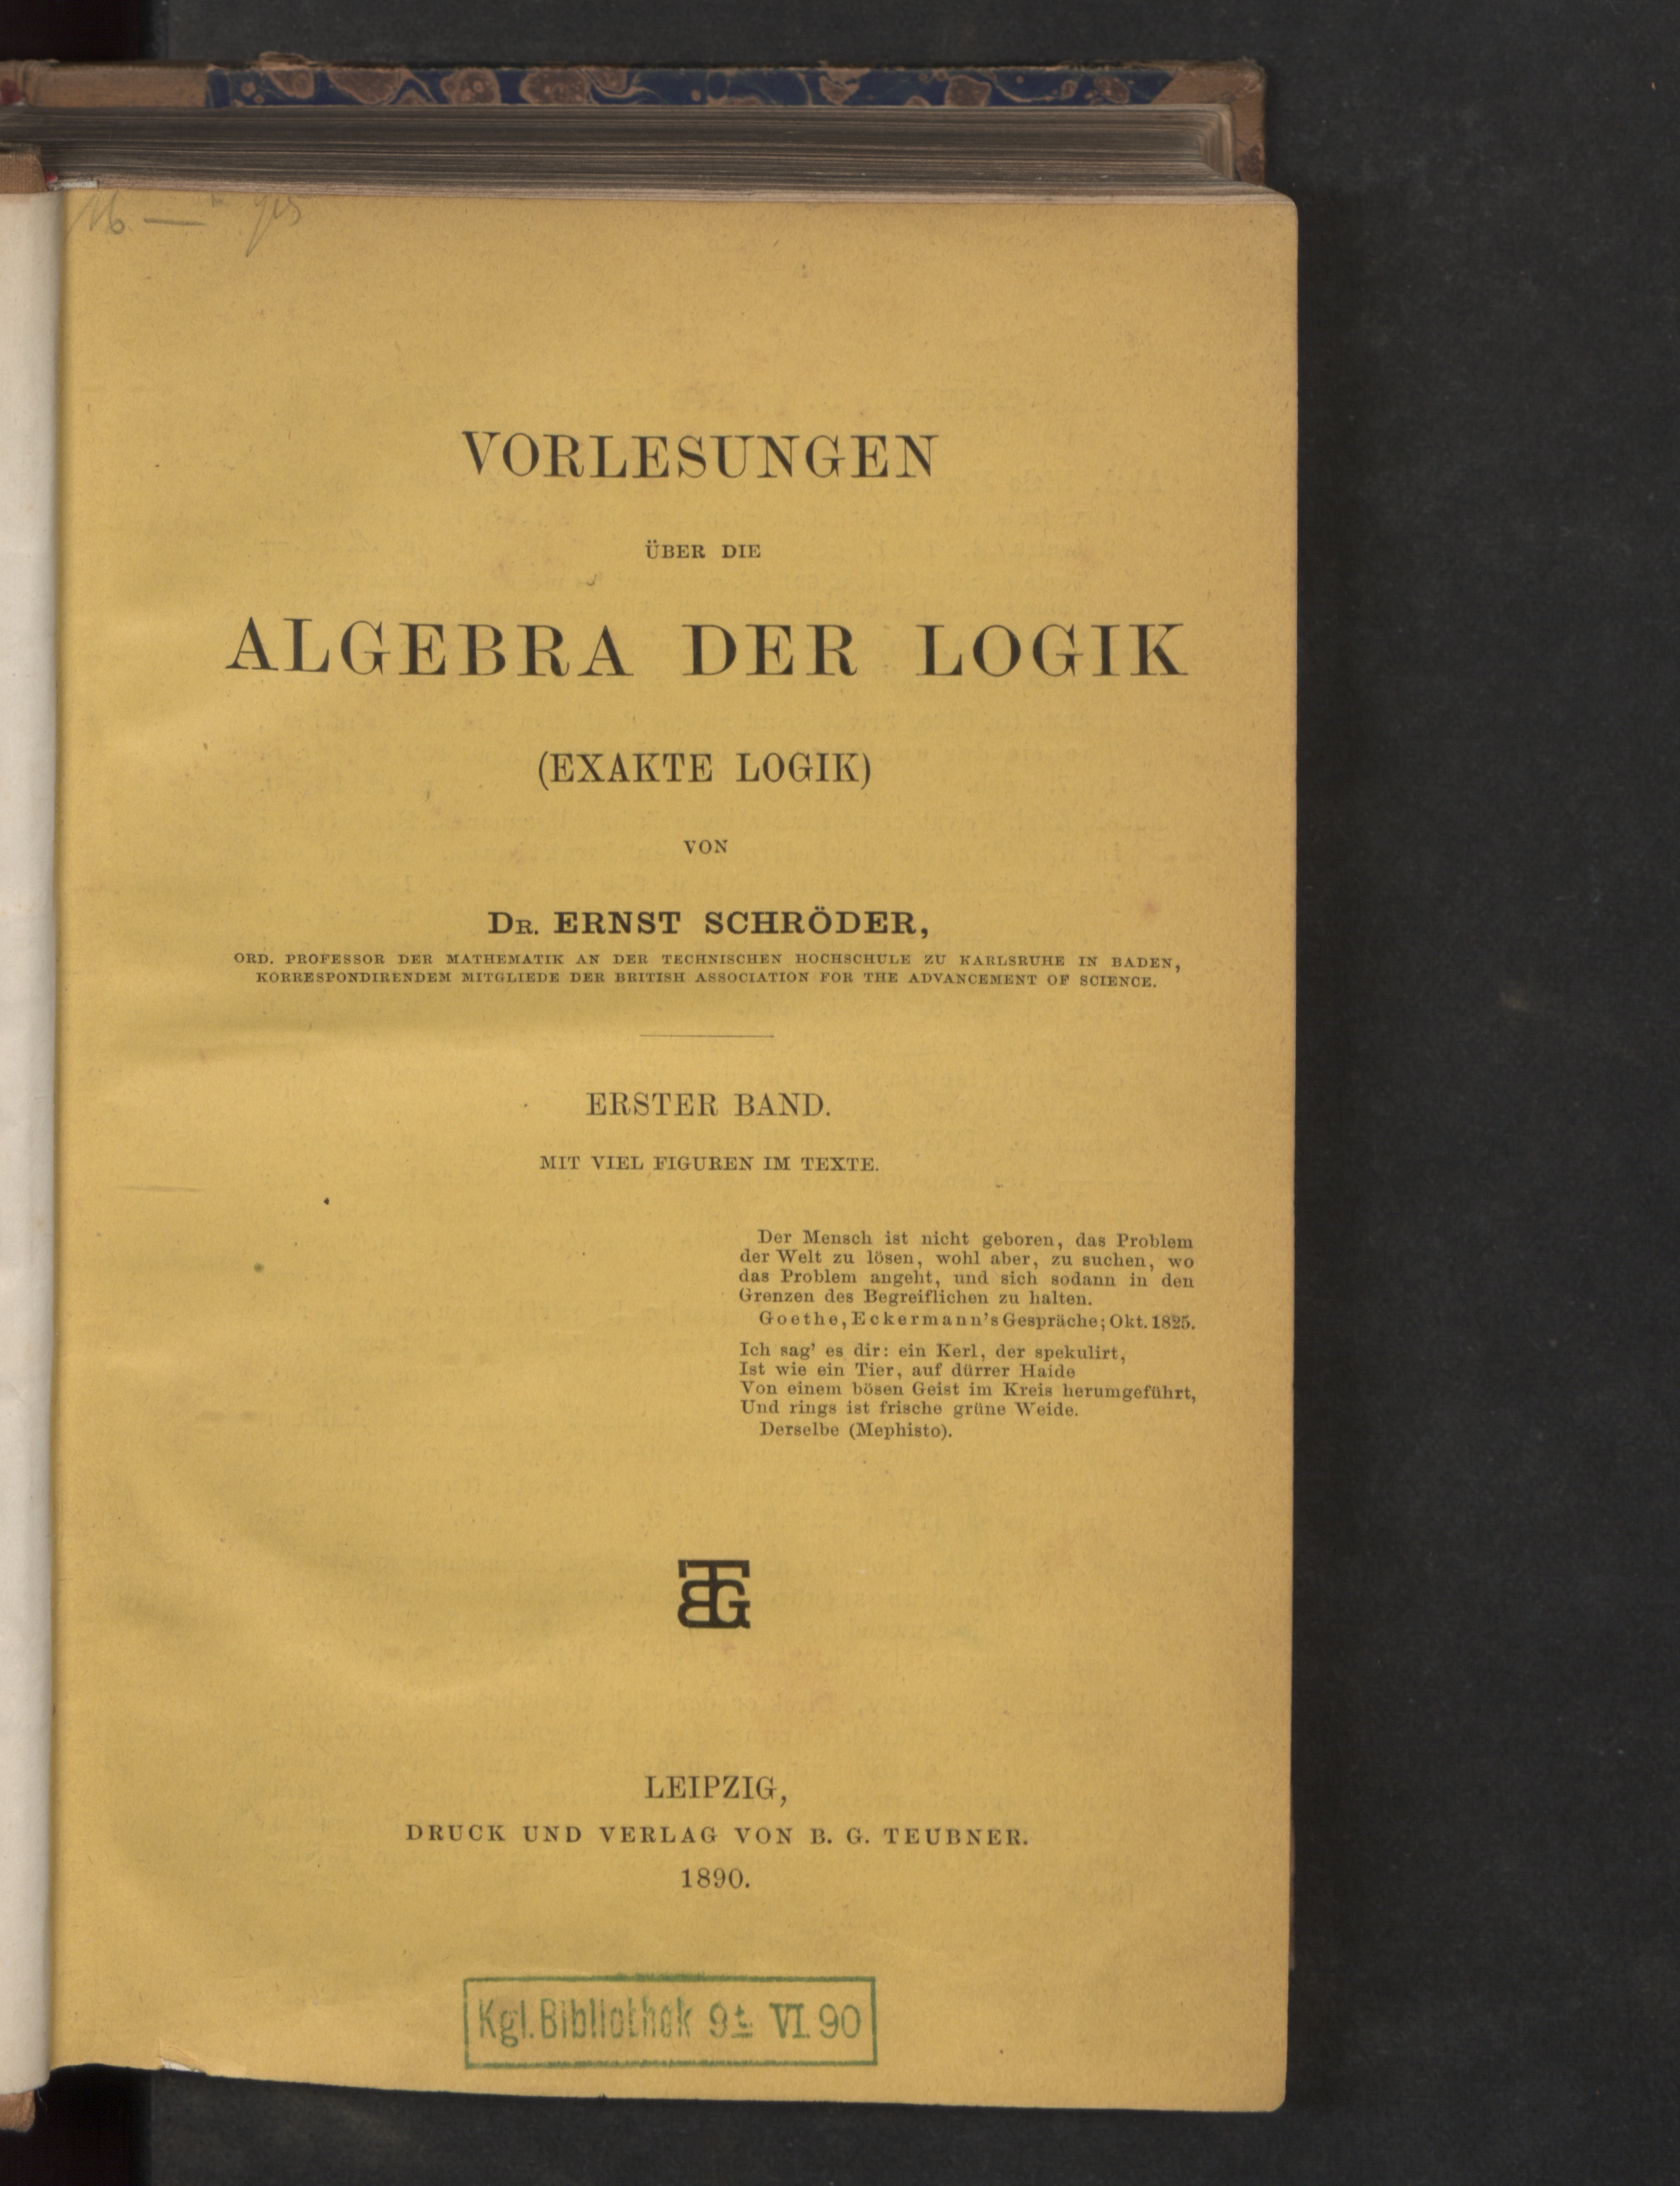 16 —
VORLESUNGEN
ÜBER DIE
ALGEBRA DER LOGIK
(EXAKTE LOGIK)
VON
DR. ERNST SCHRÖDER,
ORD. PROFESSOR DER MATHEMATIK AN DER TECHNISCHEN HOCHSCHULE ZU KARLSRUHE IN BADEN,
KORRESPONDIRENDEM MITGLIEDE DER BRITISH ASSOCIATION FOR THE ADVANCEMENT OF SCIENCE.
ERSTER BAND.
MIT VIEL FIGUREN IM TEXTE.
Der Mensch ist nicht geboren, das Problem
der Welt zu lösen, wohl aber, zu suchen, wo
das Problem angeht, und sich sodann in den
Grenzen des Begreiflichen zu halten.
Goethe, Eckermann's Gespräche; Okt. 1825.
Ich sag' es dir: ein Kerl, der spekulirt,
Ist wie ein Tier, auf dürrer Haide
Von einem bösen Geist im Kreis herumgeführt,
Und rings ist frische grüne Weide.
Derselbe (Mephisto).
BTG
LEIPZIG,
DRUCK UND VERLAG VON B. G. TEUBNER.
1890.
Kgl. Bibliothek 9t. VI. 90